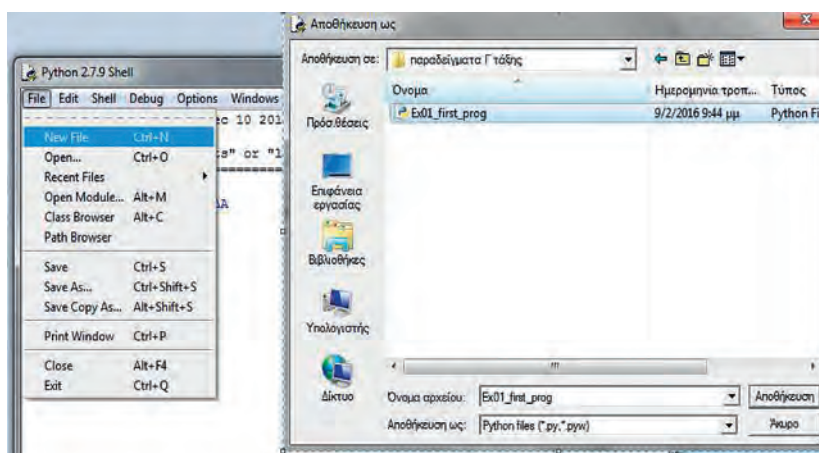 Python 2.7.9 Shell
File Edit Shell Debug Options Windows
ec 10 201
New File Ctrl+N
Open... Ctrl+O
s" or "l
Recent Files
Open Module... Alt+M
Class Browser Alt+C
Path Browser
Save Ctrl+S
Save As... Ctrl+Shift+S
Save Copy As... Alt+Shift+S
Print Window Ctrl+P
Close Alt+F4
Exit Ctrl+Q
Αποθήκευση ως
Αποθήκευση σε: παραδείγματα Γ τάξης
Όνομα Ημερομηνία τροπ... Τύπος
Ex01_first_prog 9/2/2016 9:44 μμ Python Fi
Πρόσ.θέσεις
Επιφάνεια
εργασίας
Βιβλιοθήκες
Υπολογιστής
Δίκτυο
Όνομα αρχείου: Ex01_first_prog Αποθήκευση
Αποθήκευση ως: Python files (*.py,*.pyw) Άκυρο